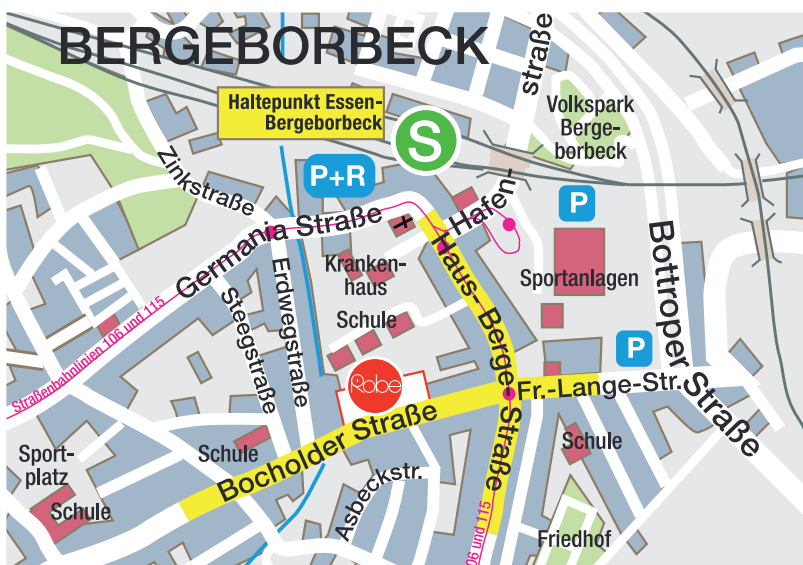 BERGEBORBECK
Haltepunkt Essen-
Bergeborbeck
S
P+R
straße
Volkspark
Berge-
borbeck
P
Zinkstraße
Germania Straße
Hafen-
Haus-Berge-Straße
Kranken-
haus
Sportanlagen
Bottroper Straße
Straßenbahnlinien 106 und 115
Steegstraße
Erdwegstraße
Schule
P
Robe
Fr.-Lange-Str.
Bocholder Straße
Sport-
platz
Schule
Schule
Schule
Asbeckstr.
106 und 115
Friedhof